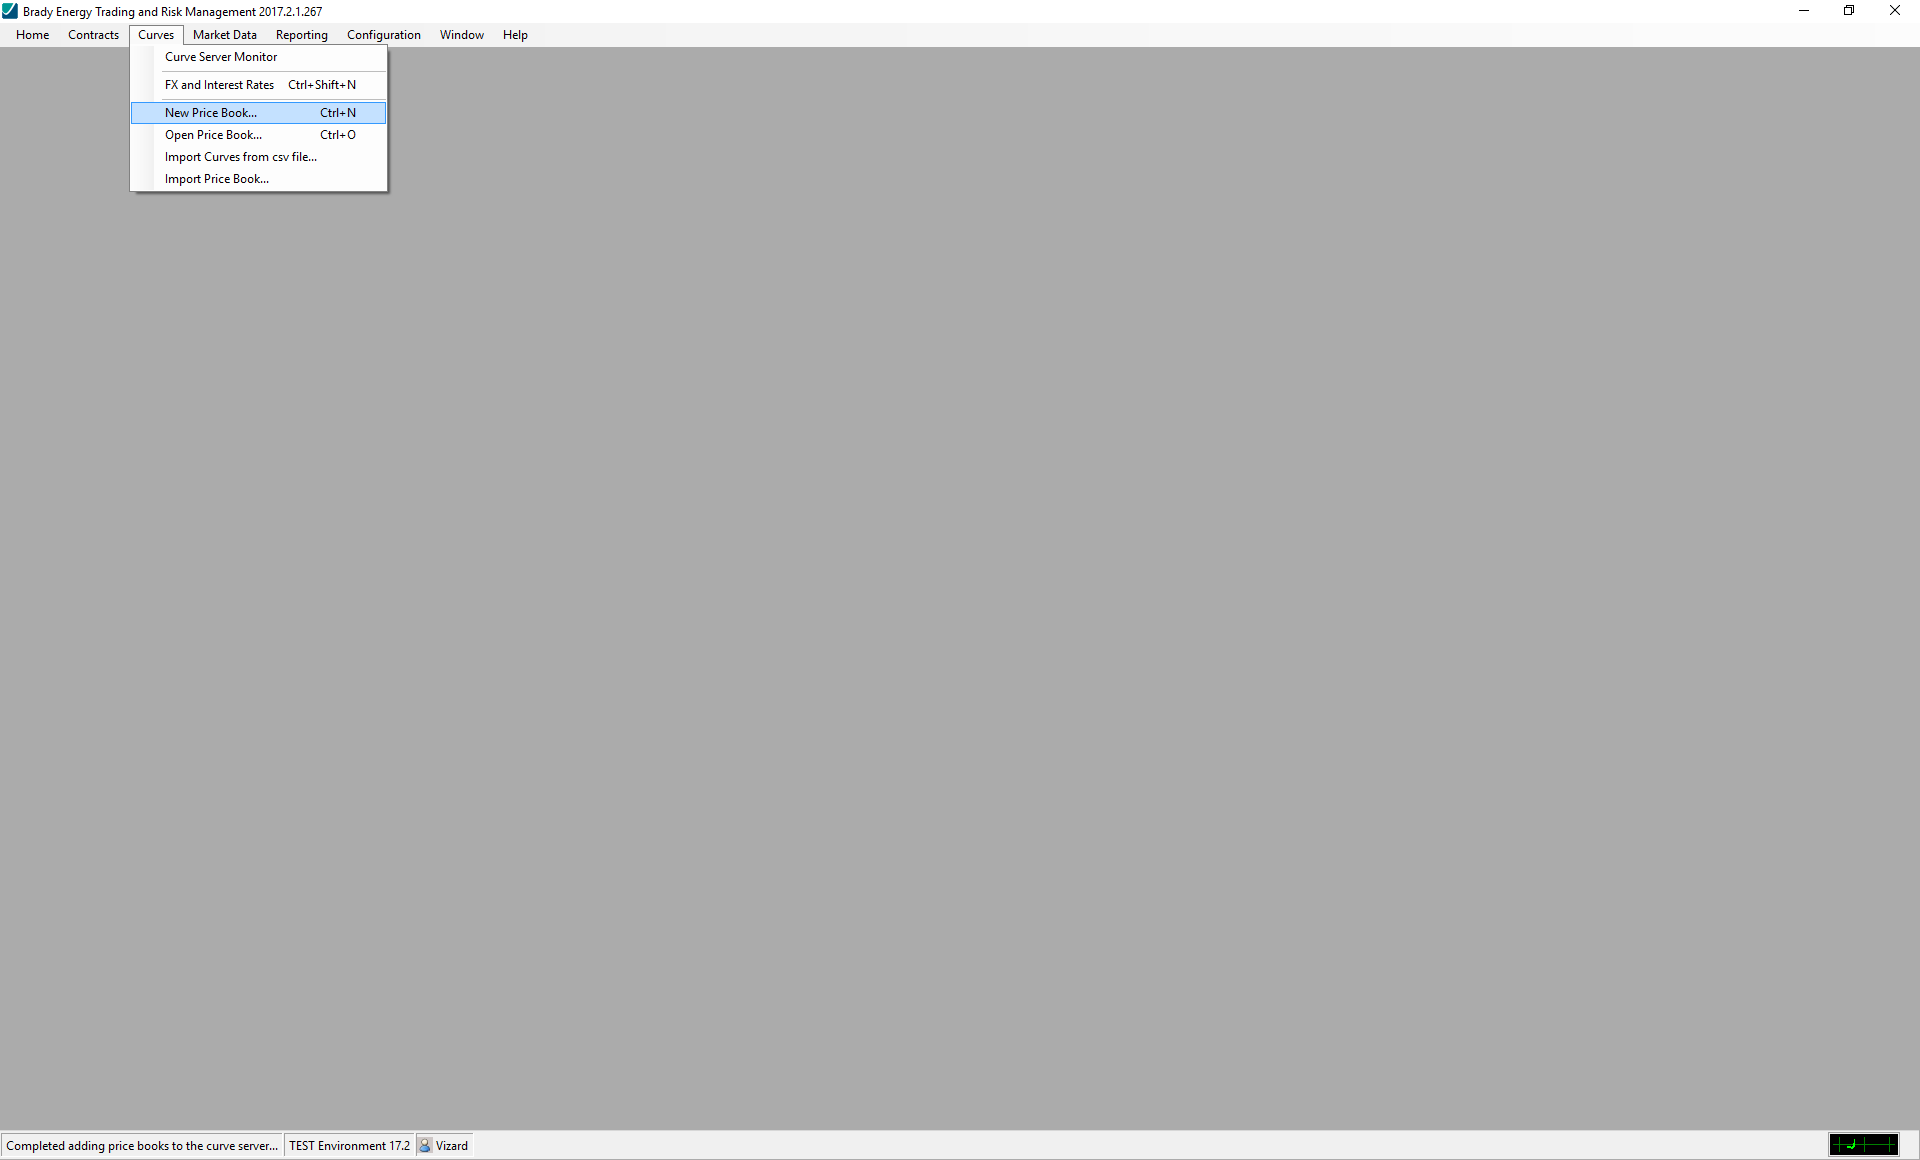 Brady Energy Trading and Risk Management 2017.2.1.267
Home Contracts Curves Market Data Reporting Configuration Window Help
Curve Server Monitor
FX and Interest Rates Ctrl+Shift+N
New Price Book... Ctrl+N
Open Price Book... Ctrl+O
Import Curves from csv file...
Import Price Book...
Completed adding price books to the curve server... TEST Environment 17.2 Vizard